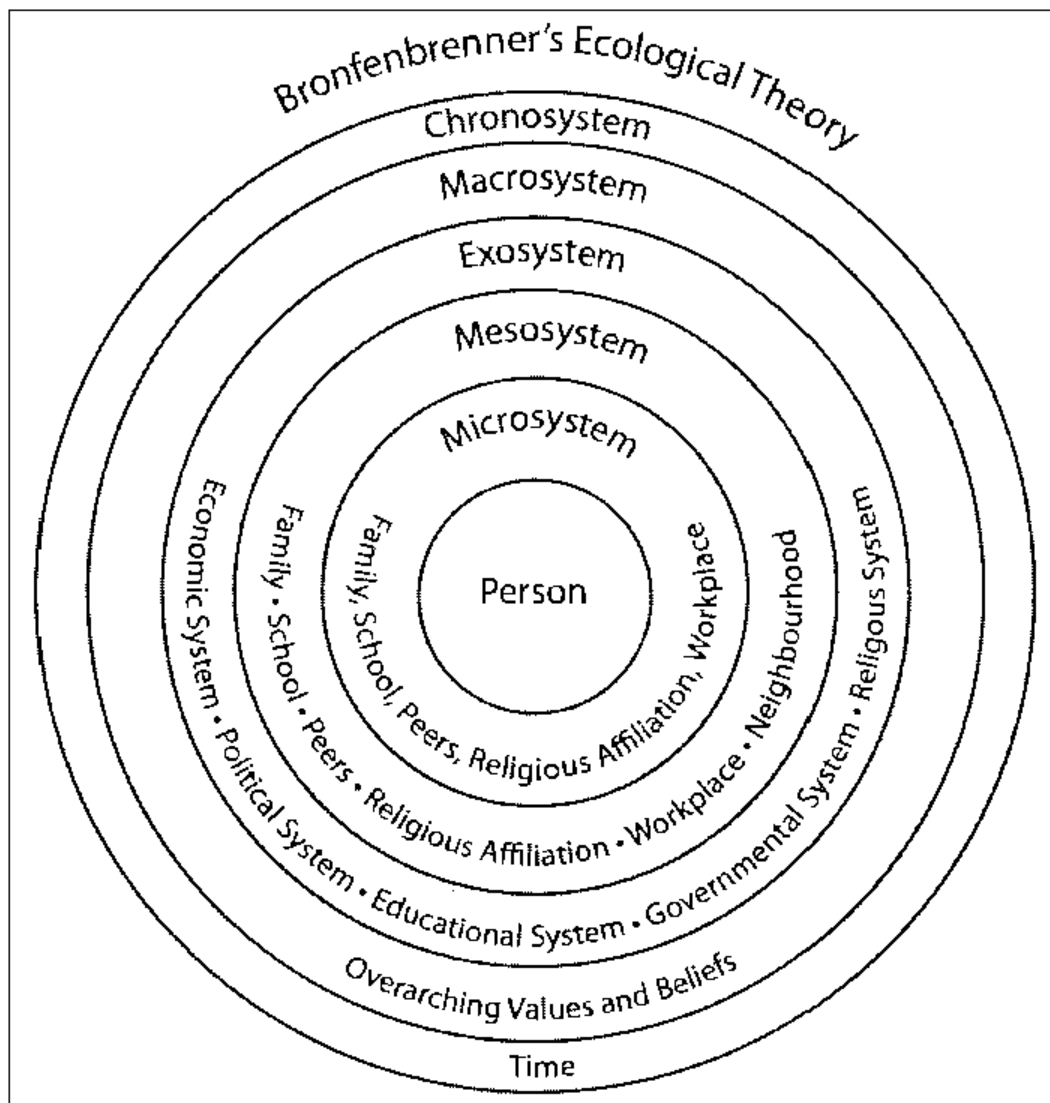 Bronfenbrenner's Ecological Theory
Chronosystem
Macrosystem
Exosystem
Mesosystem
Microsystem
Person
Family, School, Peers, Religious Affiliation, Workplace
Family • School • Peers • Religious Affiliation • Workplace • Neighbourhood
Economic System • Political System • Educational System • Governmental System • Religous System
Overarching Values and Beliefs
Time